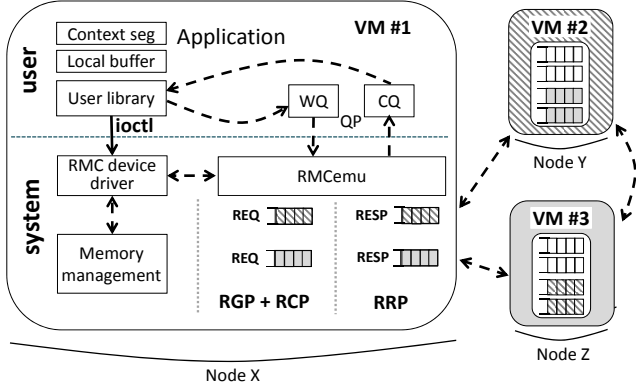 VM #1
Application
Context seg
Local buffer
User library
user
ioctl
WQ
QP
CQ
system
RMC device
driver
RMCemu
Memory
management
REQ
RESP
REQ
RESP
RGP + RCP
RRP
Node X
VM #2
Node Y
VM #3
Node Z